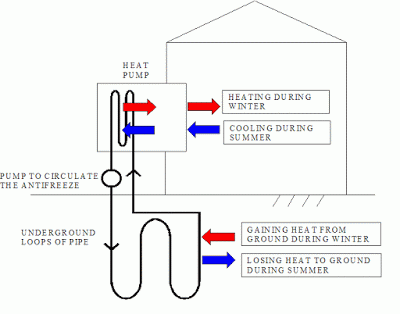 HEAT
PUMP
HEATING DURING
WINTER
COOLING DURING
SUMMER
PUMP TO CIRCULATE
THE ANTIFREEZE
UNDERGROUND
LOOPS OF PIPE
GAINING HEAT FROM
GROUND DURING WINTER
LOSING HEAT TO GROUND
DURING SUMMER